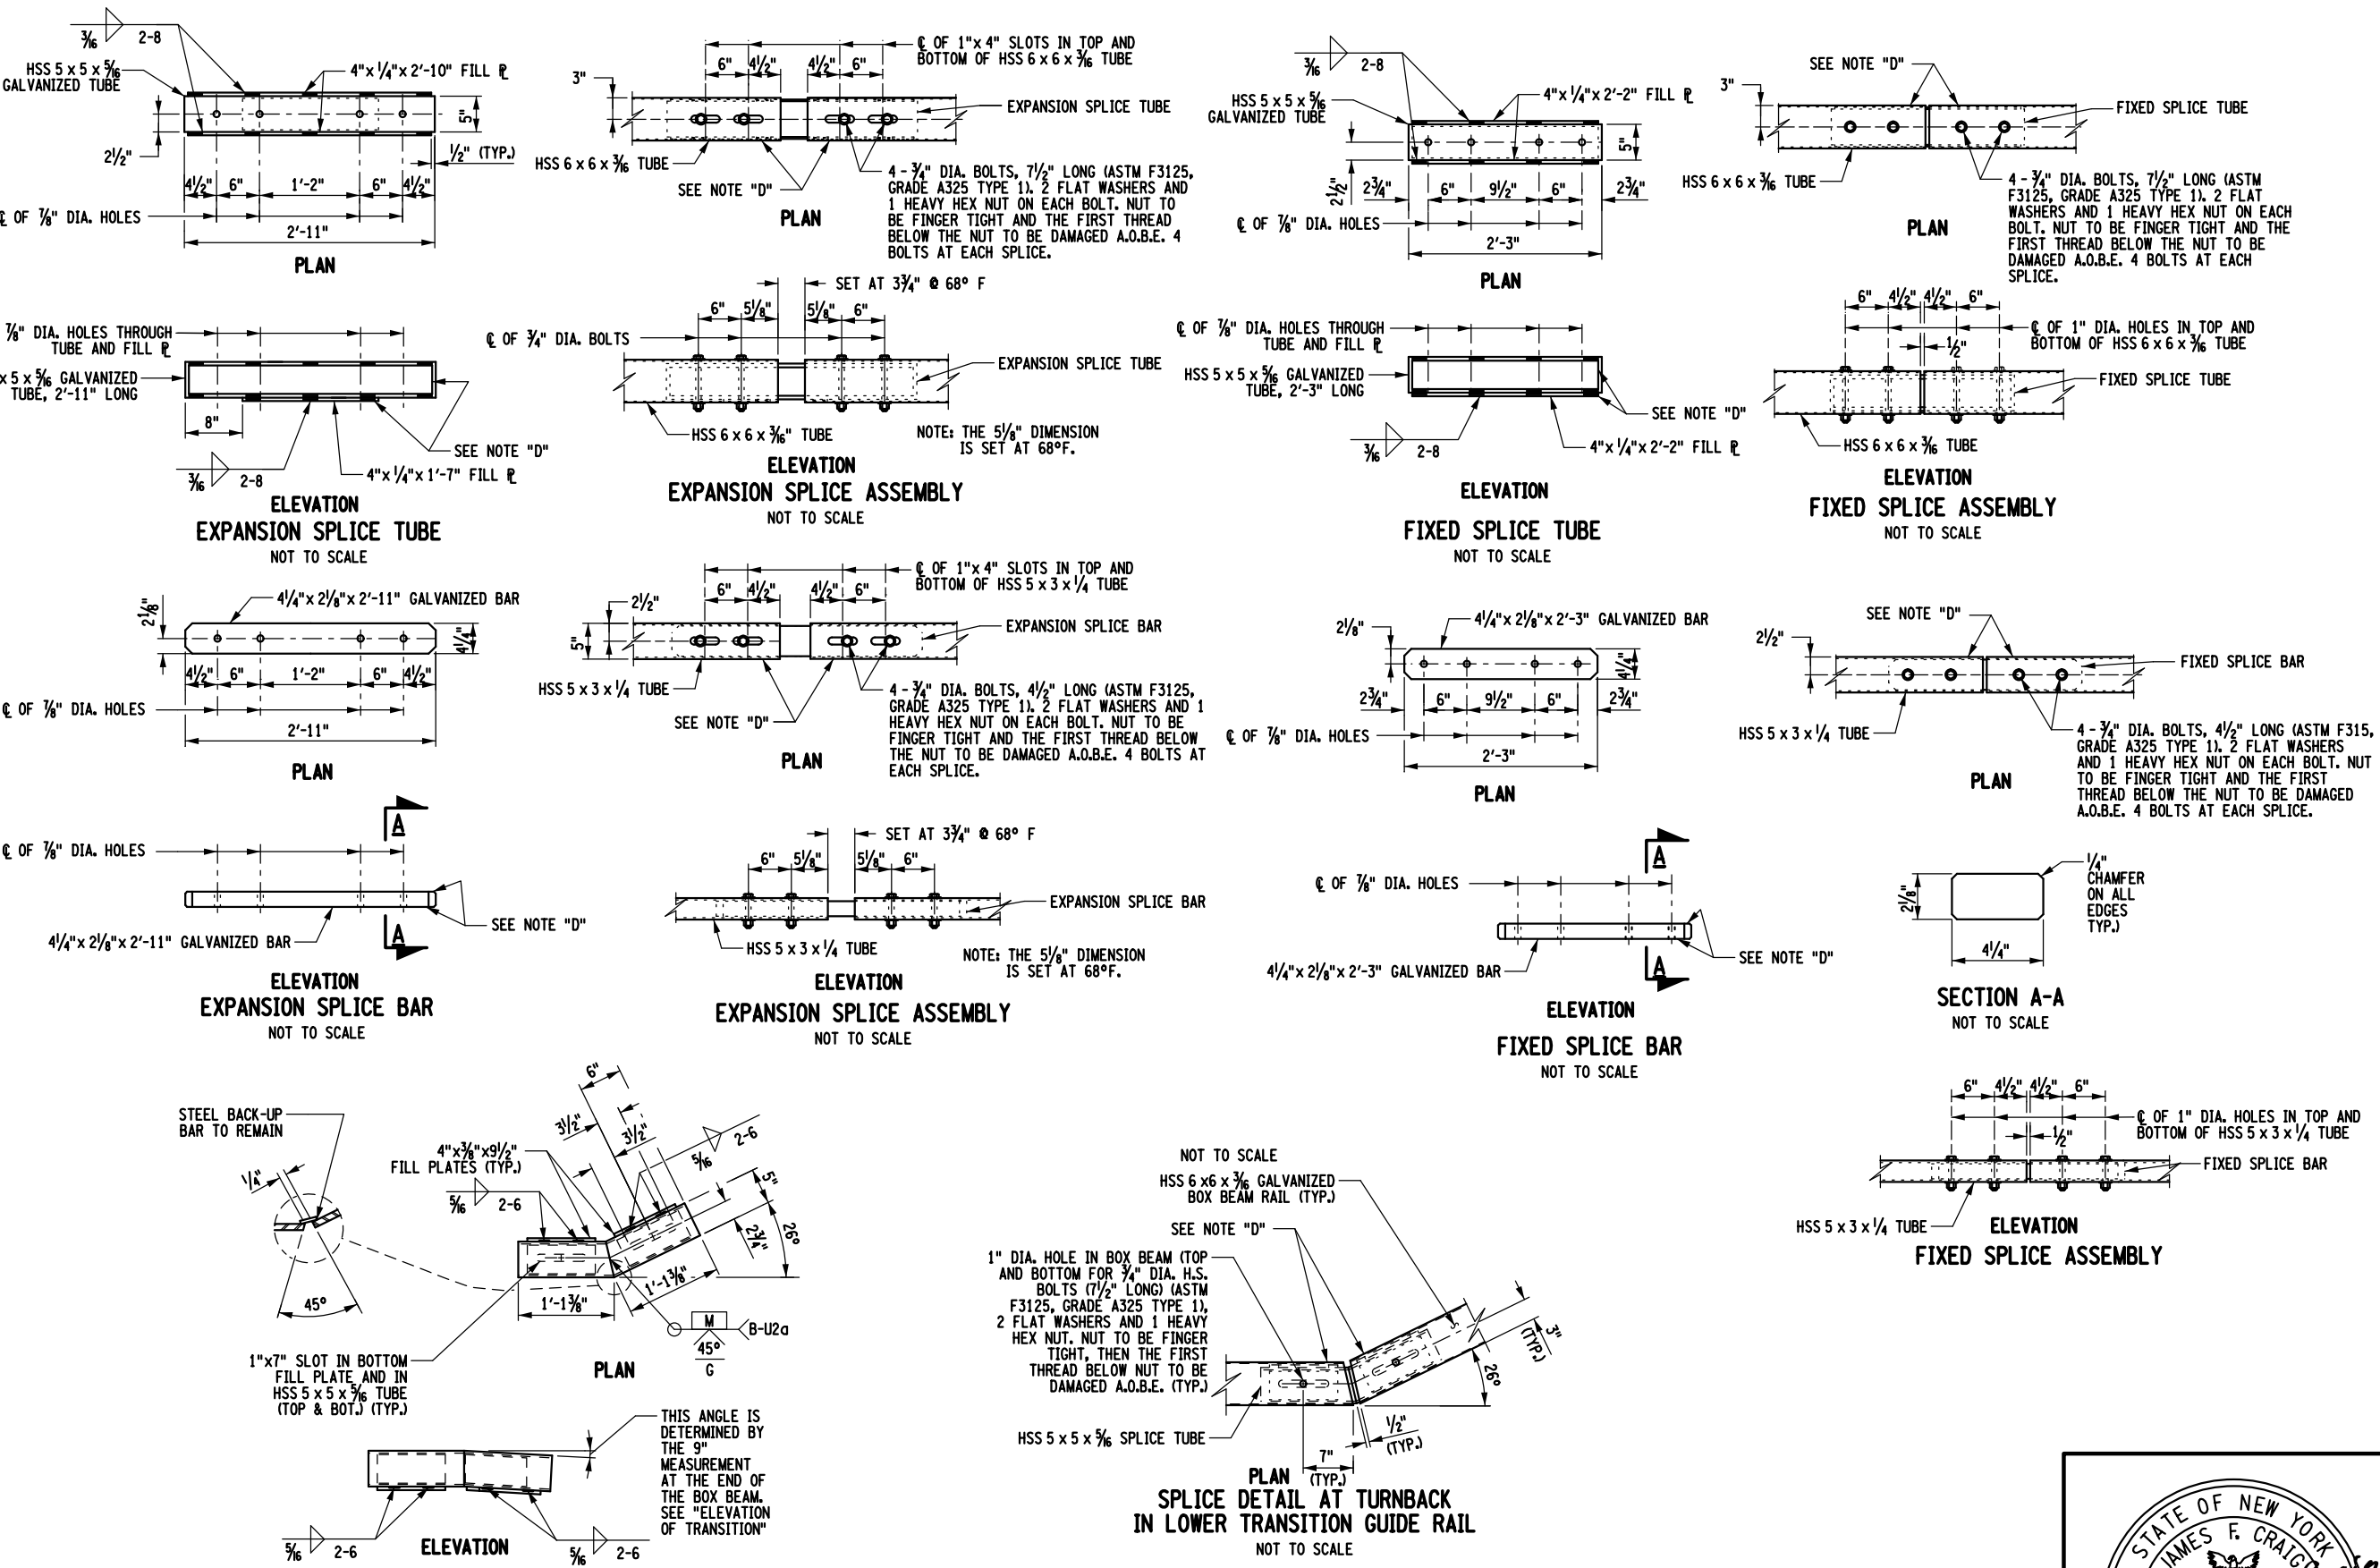 3/16
2-8
HSS 5 x 5 x 5/16
GALVANIZED TUBE
4"x 1/4"x 2'-10" FILL ℄
5"
2 1/2"
1/2" (TYP.)
4 1/2" 6" 1'-2" 6" 4 1/2"
℄ OF 7/8" DIA. HOLES
2'-11"
PLAN
7/8" DIA. HOLES THROUGH
TUBE AND FILL ℄
x 5 x 5/16 GALVANIZED
TUBE, 2'-11" LONG
8"
SEE NOTE "D"
3/16
2-8
4"x 1/4"x 1'-7" FILL ℄
ELEVATION
EXPANSION SPLICE TUBE
NOT TO SCALE
℄ OF 1"x 4" SLOTS IN TOP AND
BOTTOM OF HSS 6 x 6 x 3/16 TUBE
6" 4 1/2" 4 1/2" 6"
3"
EXPANSION SPLICE TUBE
HSS 6 x 6 x 3/16 TUBE
SEE NOTE "D"
4 - 3/4" DIA. BOLTS, 7 1/2" LONG (ASTM F3125,
GRADE A325 TYPE 1). 2 FLAT WASHERS AND
1 HEAVY HEX NUT ON EACH BOLT. NUT TO
BE FINGER TIGHT AND THE FIRST THREAD
BELOW THE NUT TO BE DAMAGED A.O.B.E. 4
BOLTS AT EACH SPLICE.
PLAN
SET AT 3 3/4" @ 68° F
6" 5 1/8" 5 1/8" 6"
℄ OF 3/4" DIA. BOLTS
EXPANSION SPLICE TUBE
HSS 6 x 6 x 3/16" TUBE
NOTE: THE 5 1/8" DIMENSION
IS SET AT 68°F.
ELEVATION
EXPANSION SPLICE ASSEMBLY
NOT TO SCALE
3/16
2-8
HSS 5 x 5 x 5/16
GALVANIZED TUBE
4"x 1/4"x 2'-2" FILL ℄
5"
2 1/2"
2 3/4" 6" 9 1/2" 6" 2 3/4"
℄ OF 7/8" DIA. HOLES
2'-3"
PLAN
℄ OF 7/8" DIA. HOLES THROUGH
TUBE AND FILL ℄
HSS 5 x 5 x 5/16 GALVANIZED
TUBE, 2'-3" LONG
SEE NOTE "D"
3/16
2-8
4"x 1/4"x 2'-2" FILL ℄
ELEVATION
FIXED SPLICE TUBE
NOT TO SCALE
SEE NOTE "D"
3"
FIXED SPLICE TUBE
HSS 6 x 6 x 3/16 TUBE
4 - 3/4" DIA. BOLTS, 7 1/2" LONG (ASTM
F3125, GRADE A325 TYPE 1). 2 FLAT
WASHERS AND 1 HEAVY HEX NUT ON EACH
BOLT. NUT TO BE FINGER TIGHT AND THE
FIRST THREAD BELOW THE NUT TO BE
DAMAGED A.O.B.E. 4 BOLTS AT EACH
SPLICE.
PLAN
6" 4 1/2" 4 1/2" 6"
℄ OF 1" DIA. HOLES IN TOP AND
BOTTOM OF HSS 6 x 6 x 3/16 TUBE
1/2"
FIXED SPLICE TUBE
HSS 6 x 6 x 3/16 TUBE
ELEVATION
FIXED SPLICE ASSEMBLY
NOT TO SCALE
2 1/8"
4 1/4"x 2 1/8"x 2'-11" GALVANIZED BAR
4 1/4"
4 1/2" 6" 1'-2" 6" 4 1/2"
℄ OF 7/8" DIA. HOLES
2'-11"
PLAN
A
℄ OF 7/8" DIA. HOLES
SEE NOTE "D"
4 1/4"x 2 1/8"x 2'-11" GALVANIZED BAR
A
ELEVATION
EXPANSION SPLICE BAR
NOT TO SCALE
℄ OF 1"x 4" SLOTS IN TOP AND
BOTTOM OF HSS 5 x 3 x 1/4 TUBE
6" 4 1/2" 4 1/2" 6"
2 1/2"
5"
EXPANSION SPLICE BAR
HSS 5 x 3 x 1/4 TUBE
SEE NOTE "D"
4 - 3/4" DIA. BOLTS, 4 1/2" LONG (ASTM F3125,
GRADE A325 TYPE 1). 2 FLAT WASHERS AND 1
HEAVY HEX NUT ON EACH BOLT. NUT TO BE
FINGER TIGHT AND THE FIRST THREAD BELOW
THE NUT TO BE DAMAGED A.O.B.E. 4 BOLTS AT
EACH SPLICE.
PLAN
SET AT 3 3/4" @ 68° F
6" 5 1/8" 5 1/8" 6"
EXPANSION SPLICE BAR
HSS 5 x 3 x 1/4 TUBE
NOTE: THE 5 1/8" DIMENSION
IS SET AT 68°F.
ELEVATION
EXPANSION SPLICE ASSEMBLY
NOT TO SCALE
2 1/8"
4 1/4"x 2 1/8"x 2'-3" GALVANIZED BAR
4 1/4"
2 3/4" 6" 9 1/2" 6" 2 3/4"
℄ OF 7/8" DIA. HOLES
2'-3"
PLAN
A
℄ OF 7/8" DIA. HOLES
SEE NOTE "D"
4 1/4"x 2 1/8"x 2'-3" GALVANIZED BAR
A
ELEVATION
FIXED SPLICE BAR
NOT TO SCALE
SEE NOTE "D"
2 1/2"
FIXED SPLICE BAR
HSS 5 x 3 x 1/4 TUBE
4 - 3/4" DIA. BOLTS, 4 1/2" LONG (ASTM F315,
GRADE A325 TYPE 1). 2 FLAT WASHERS
AND 1 HEAVY HEX NUT ON EACH BOLT. NUT
TO BE FINGER TIGHT AND THE FIRST
THREAD BELOW THE NUT TO BE DAMAGED
A.O.B.E. 4 BOLTS AT EACH SPLICE.
PLAN
2 1/8"
1/4"
CHAMFER
ON ALL
EDGES
TYP.)
4 1/4"
SECTION A-A
NOT TO SCALE
6" 4 1/2" 4 1/2" 6"
℄ OF 1" DIA. HOLES IN TOP AND
BOTTOM OF HSS 5 x 3 x 1/4 TUBE
1/2"
FIXED SPLICE BAR
HSS 5 x 3 x 1/4 TUBE
ELEVATION
FIXED SPLICE ASSEMBLY
STEEL BACK-UP
BAR TO REMAIN
1/4"
45°
6"
3 1/2"
3 1/2"
4"x3/8"x9 1/2"
FILL PLATES (TYP.)
5/16
2-6
5/16
2-6
5"
2 3/4"
26°
1'-1 3/8"
1'-1 3/8"
M
B-U2a
45°
G
1"x7" SLOT IN BOTTOM
FILL PLATE AND IN
HSS 5 x 5 x 5/16 TUBE
(TOP & BOT.) (TYP.)
PLAN
THIS ANGLE IS
DETERMINED BY
THE 9"
MEASUREMENT
AT THE END OF
THE BOX BEAM.
SEE "ELEVATION
OF TRANSITION"
5/16
2-6
ELEVATION
5/16
2-6
NOT TO SCALE
HSS 6 x6 x 3/16 GALVANIZED
BOX BEAM RAIL (TYP.)
SEE NOTE "D"
1" DIA. HOLE IN BOX BEAM (TOP
AND BOTTOM FOR 3/4" DIA. H.S.
BOLTS (7 1/2" LONG) (ASTM
F3125, GRADE A325 TYPE 1),
2 FLAT WASHERS AND 1 HEAVY
HEX NUT. NUT TO BE FINGER
TIGHT, THEN THE FIRST
THREAD BELOW NUT TO BE
DAMAGED A.O.B.E. (TYP.)
3"
(TYP.)
26°
HSS 5 x 5 x 5/16 SPLICE TUBE
1/2"
(TYP.)
7"
(TYP.)
PLAN
SPLICE DETAIL AT TURNBACK
IN LOWER TRANSITION GUIDE RAIL
NOT TO SCALE
STATE OF NEW YORK
JAMES F. CRAIG